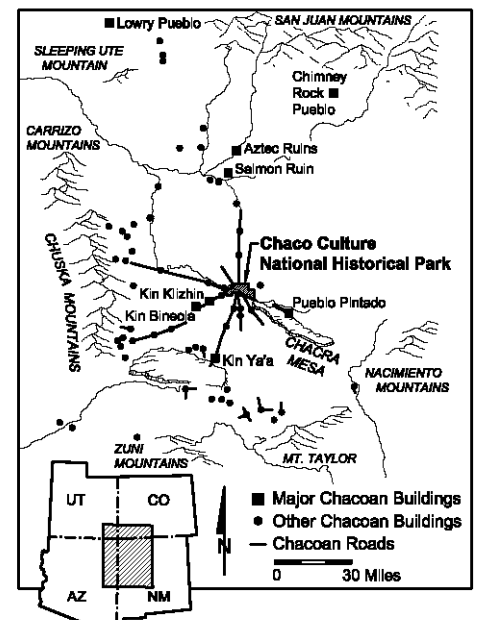 Lowry Pueblo
SAN JUAN MOUNTAINS
SLEEPING UTE
MOUNTAIN
Chimney
Rock
Pueblo
CARRIZO
MOUNTAINS
Aztec Ruins
Salmon Ruin
CHUSKA MOUNTAINS
Chaco Culture
National Historical Park
Kin Klizhin
Kin Bineola
Pueblo Pintado
CHACRA
MESA
Kin Ya'a
NACIMIENTO
MOUNTAINS
ZUNI
MOUNTAINS
MT. TAYLOR
UT
CO
AZ
NM
N
Major Chacoan Buildings
Other Chacoan Buildings
Chacoan Roads
0 30 Miles